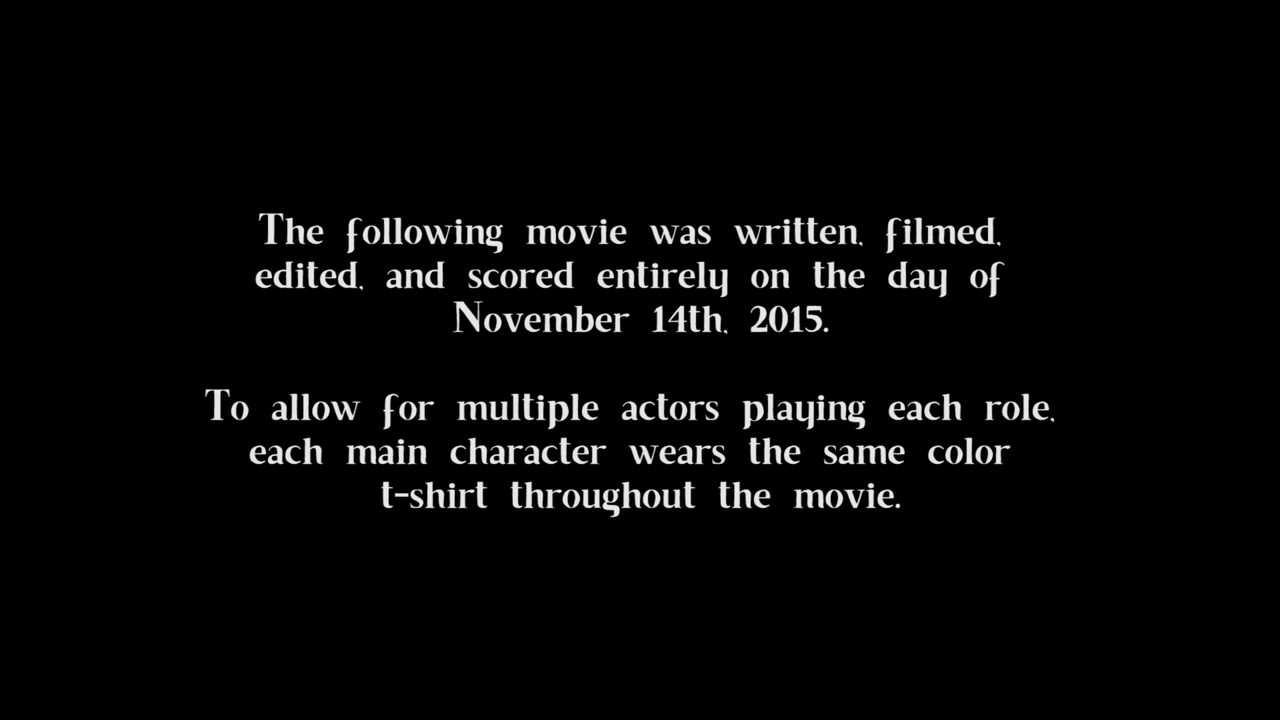 The following movie was written, filmed,
edited, and scored entirely on the day of
November 14th, 2015.
To allow for multiple actors playing each role,
each main character wears the same color
t-shirt throughout the movie.